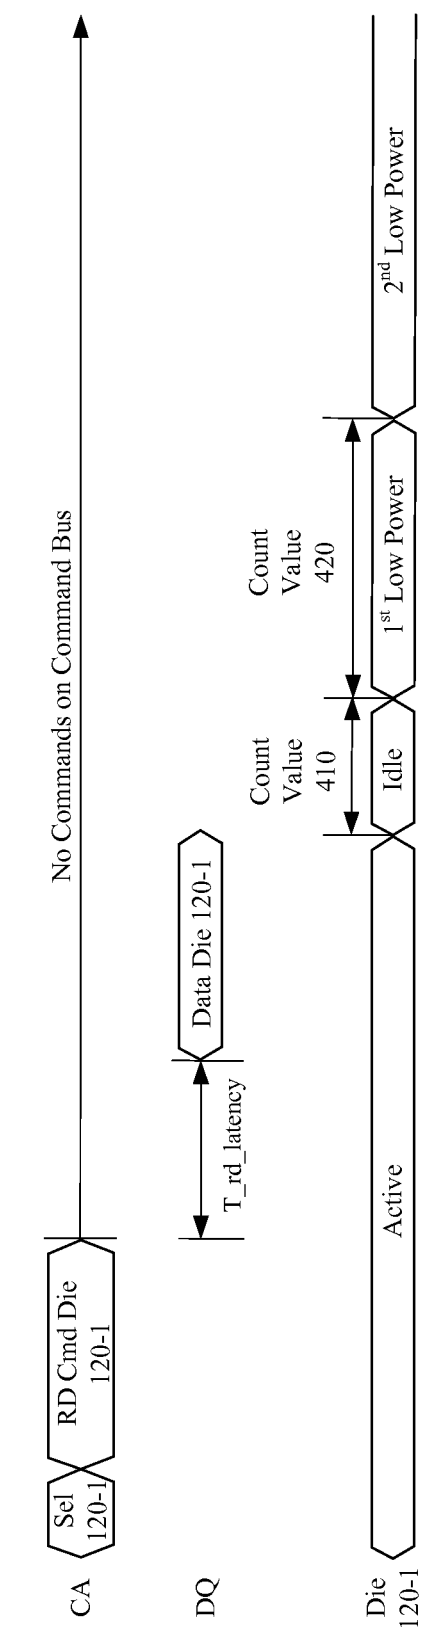 CA
Sel
120-1
RD Cmd Die
120-1
No Commands on Command Bus
DQ
T_rd_latency
Data Die 120-1
Count
Value
410
Count
Value
420
Die
120-1
Active
Idle
1st Low Power
2nd Low Power